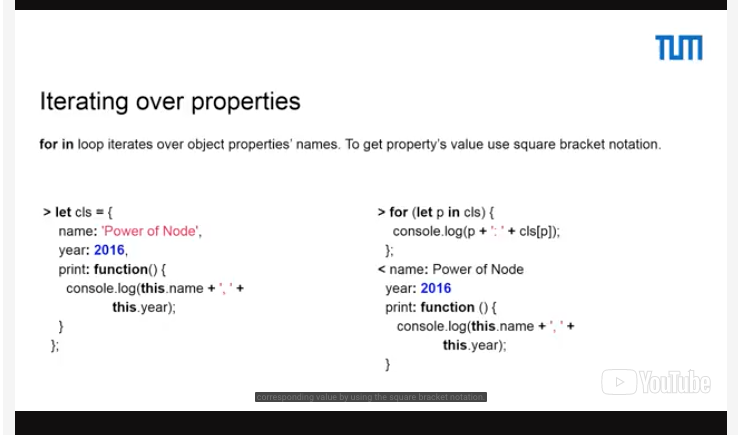 TUM
Iterating over properties
for in loop iterates over object properties' names. To get property's value use square bracket notation.
> let cls = {
name: 'Power of Node',
year: 2016,
print: function() {
console.log(this.name + ', ' +
this.year);
}
};
> for (let p in cls) {
console.log(p + ': ' + cls[p]);
};
< name: Power of Node
year: 2016
print: function () {
console.log(this.name + ', ' +
this.year);
}
YouTube
corresponding value by using the square bracket notation.